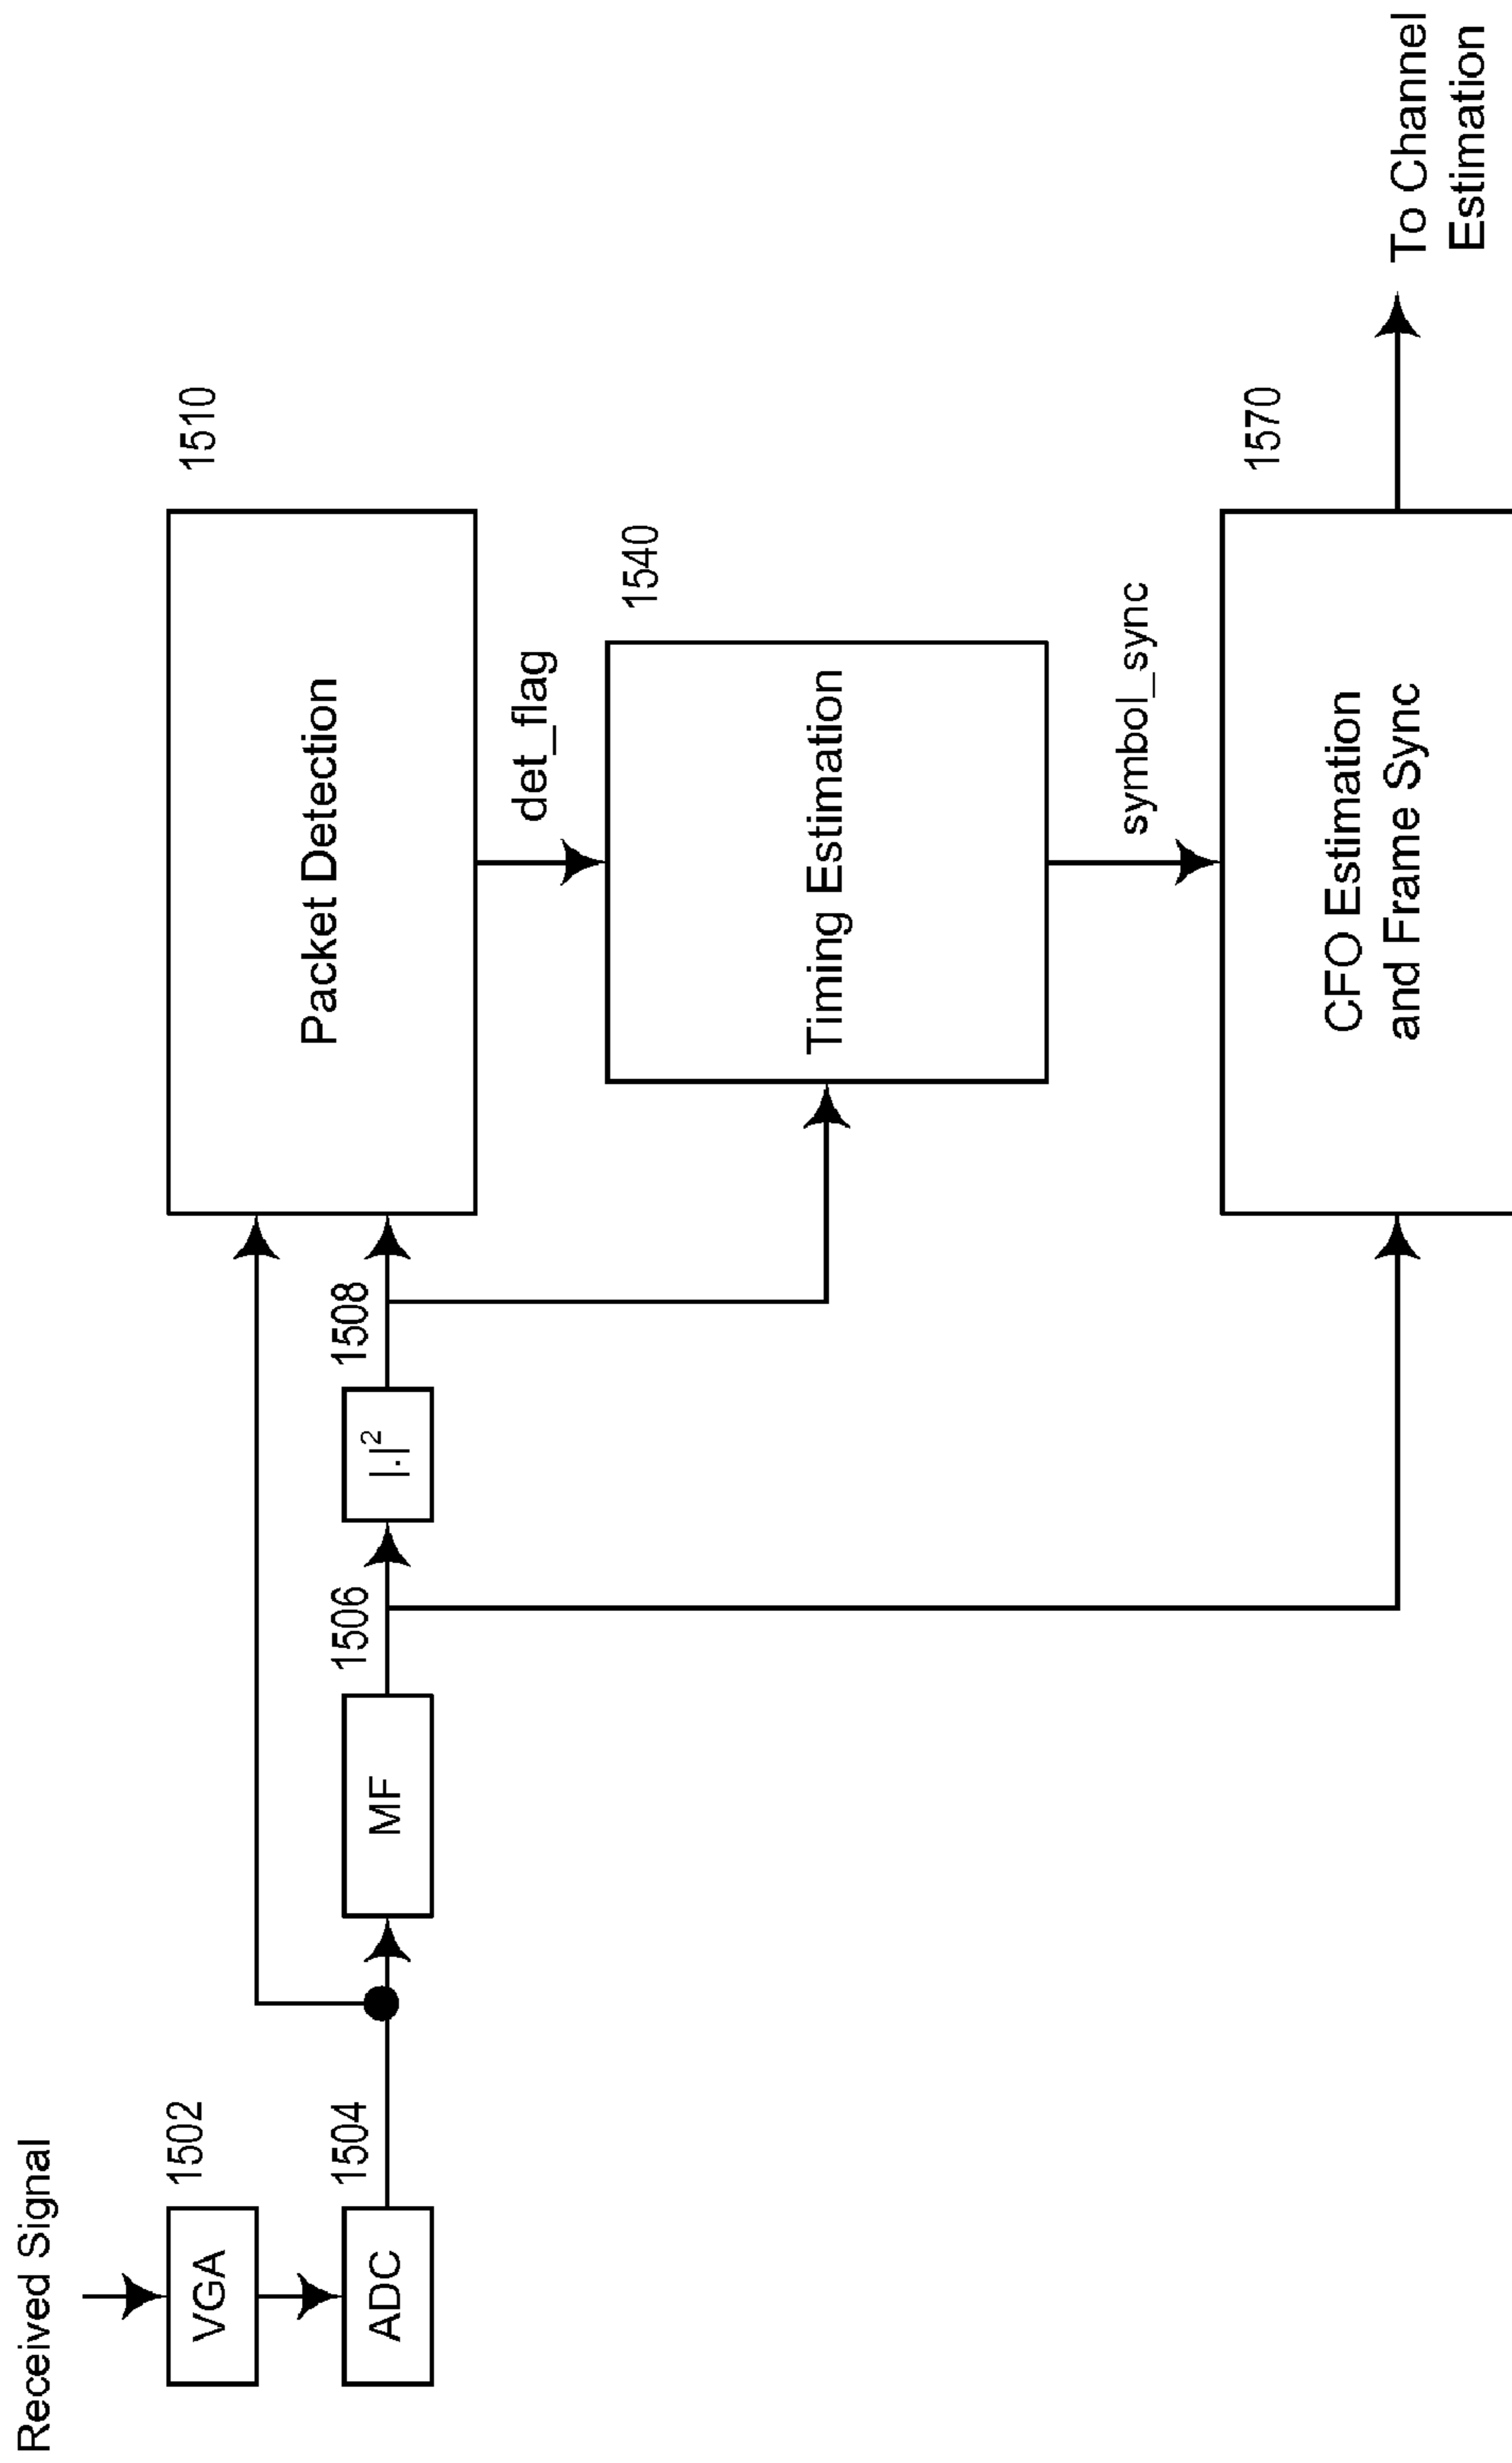 Received Signal
VGA
1502
ADC
1504
MF
1506
|.|²
1508
Packet Detection
1510
det_flag
Timing Estimation
1540
symbol_sync
CFO Estimation
and Frame Sync
1570
To Channel
Estimation